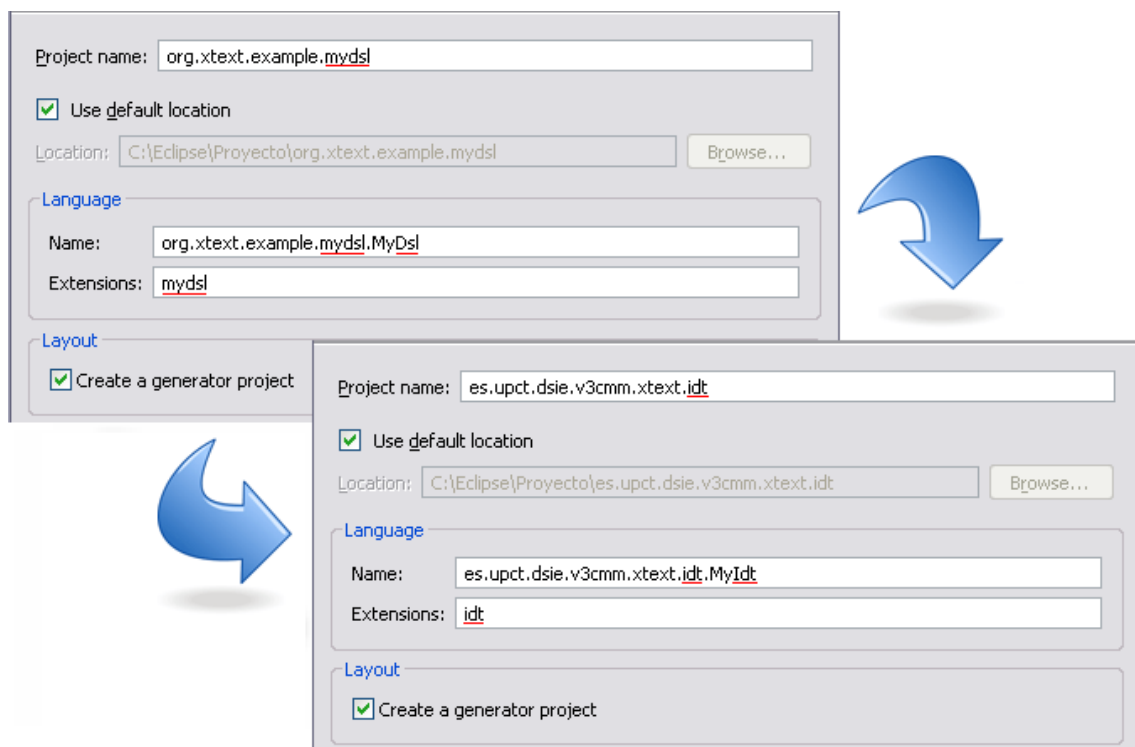 Project name: org.xtext.example.mydsl
Use default location
Location: C:\Eclipse\Proyecto\org.xtext.example.mydsl Browse...
Language
Name: org.xtext.example.mydsl.MyDsl
Extensions: mydsl
Layout
Create a generator project
Project name: es.upct.dsie.v3cmm.xtext.idt
Use default location
Location: C:\Eclipse\Proyecto\es.upct.dsie.v3cmm.xtext.idt Browse...
Language
Name: es.upct.dsie.v3cmm.xtext.idt.MyIdt
Extensions: idt
Layout
Create a generator project